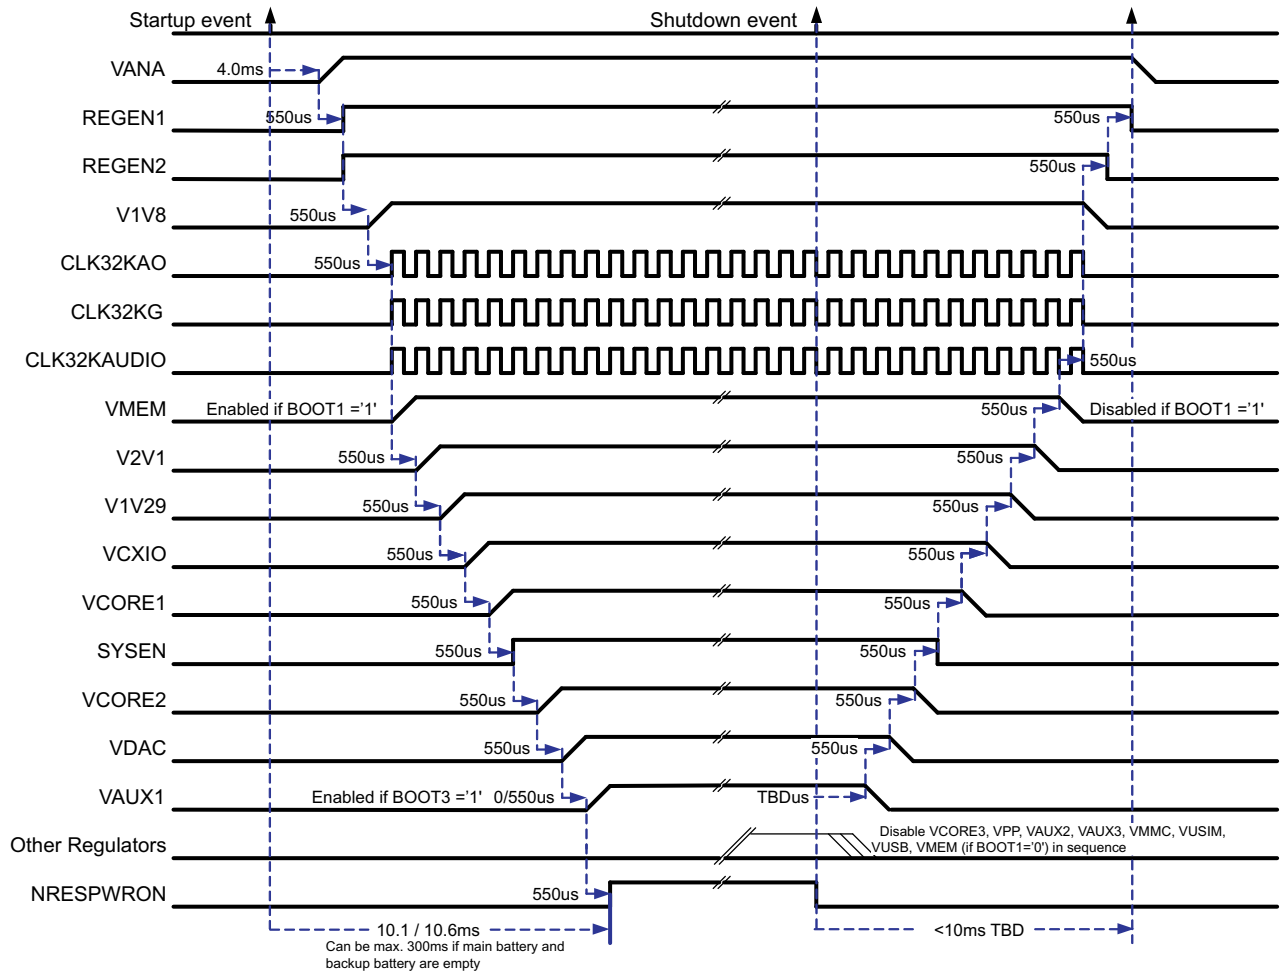 Startup event
Shutdown event
VANA
4.0ms
REGEN1
550us
550us
REGEN2
550us
V1V8
550us
CLK32KAO
550us
CLK32KG
CLK32KAUDIO
550us
VMEM
Enabled if BOOT1 ='1'
550us
Disabled if BOOT1 ='1'
V2V1
550us
550us
V1V29
550us
550us
VCXIO
550us
550us
VCORE1
550us
550us
SYSEN
550us
550us
VCORE2
550us
550us
VDAC
550us
550us
VAUX1
Enabled if BOOT3 ='1' 0/550us
TBDus
Other Regulators
Disable VCORE3, VPP, VAUX2, VAUX3, VMMC, VUSIM,
VUSB, VMEM (if BOOT1='0') in sequence
NRESPWRON
550us
10.1 / 10.6ms
<10ms TBD
Can be max. 300ms if main battery and
backup battery are empty